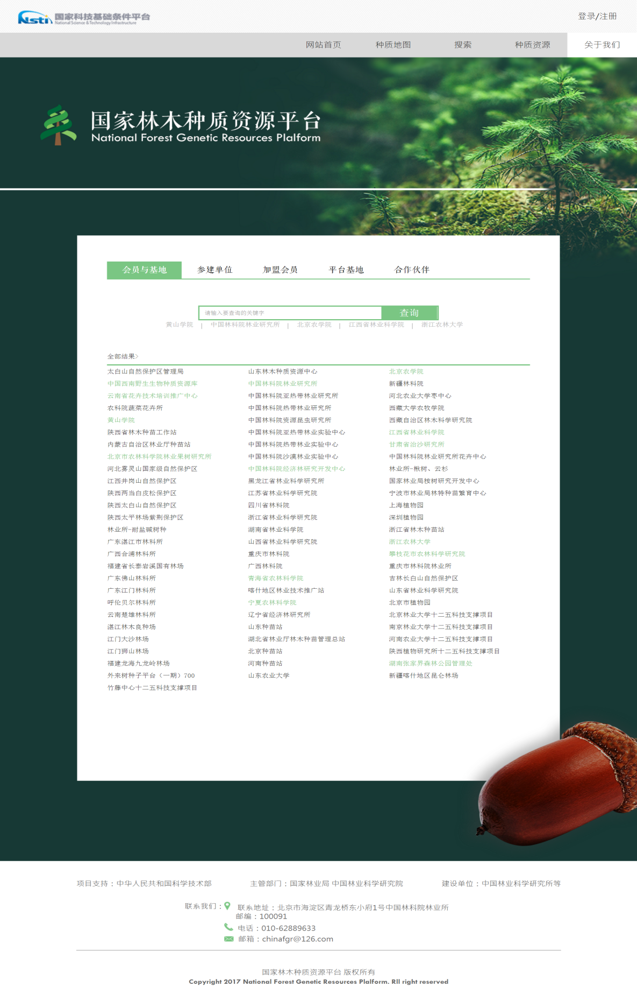 Nsti 国家科技基础条件平台
National Science & Technology Infrastructure
登录/注册
网站首页 种质地图 搜索 种质资源 关于我们
国家林木种质资源平台
National Forest Genetic Resources Plalform
会员与基地 参建单位 加盟会员 平台基地 合作伙伴
请输入要查询的关键字 查询
黄山学院 | 中国林科院林业研究所 | 北京农学院 | 江西省林业科学院 | 浙江农林大学
全部结果>
太白山自然保护区管理局 山东林木种质资源中心 北京农学院
中国西南野生生物种质资源库 中国林科院林业研究所 新疆林科院
云南省花卉技术培训推广中心 中国林科院亚热带林业研究所 河北农业大学枣中心
农科院蔬菜花卉所 中国林科院热带林业研究所 西藏大学农牧学院
黄山学院 中国林科院资源昆虫研究所 西藏自治区林木科学研究院
陕西省林木种苗工作站 中国林科院亚热带林业实验中心 江西省林业科学院
内蒙古自治区林业厅种苗站 中国林科院热带林业实验中心 甘肃省治沙研究所
北京市农林科学院林业果树研究所 中国林科院沙漠林业实验中心 中国林科院林业研究所花卉中心
河北雾灵山国家级自然保护区 中国林科院经济林研究开发中心 林业所-楸树、云杉
江西井岗山自然保护区 黑龙江省林业科学研究所 国家林业局桉树研究开发中心
陕西两当白皮松保护区 江苏省林业科学研究院 宁波市林业局林特种苗繁育中心
陕西太白山自然保护区 四川省林科院 上海植物园
陕西太平林场紫荆保护区 浙江省林业科学研究院 深圳植物园
林业所-耐盐碱树种 湖南省林业科学院 浙江省林木种苗站
广东湛江市林科所 山西省林业科学研究院 浙江农林大学
广西合浦林科所 重庆市林科院 攀枝花市农林科学研究院
福建省长泰岩溪国有林场 广西林科院 重庆市林科院林业所
广东佛山林科所 青海省农林科学院 吉林长白山自然保护区
广东江门林科所 喀什地区林业技术推广站 山东省林业科学研究院
呼伦贝尔林科所 宁夏农林科学院 北京市植物园
云南楚雄林科所 辽宁省经济林研究所 北京林业大学十二五科技支撑项目
湛江林木良种场 山东种苗站 南京林业大学十二五科技支撑项目
江门大沙林场 湖北省林业厅林木种苗管理总站 河南农业大学十二五科技支撑项目
江门狮山林场 北京种苗站 陕西植物研究所十二五科技支撑项目
福建龙海九龙岭林场 河南种苗站 湖南张家界森林公园管理处
外来树种子平台（一期）700 山东农业大学 新疆喀什地区昆仑林场
竹藤中心十二五科技支撑项目
项目支持：中华人民共和国科学技术部 主管部门：国家林业局 中国林业科学研究院 建设单位：中国林业科学研究所等
联系我们： 联系地址：北京市海淀区青龙桥东小府1号中国林科院林业所
邮编：100091
电话：010-62889633
邮箱：chinafgr@126.com
国家林木种质资源平台 版权所有
Copyright 2017 National Forest Genetic Resources Plalform. Rll right reserved